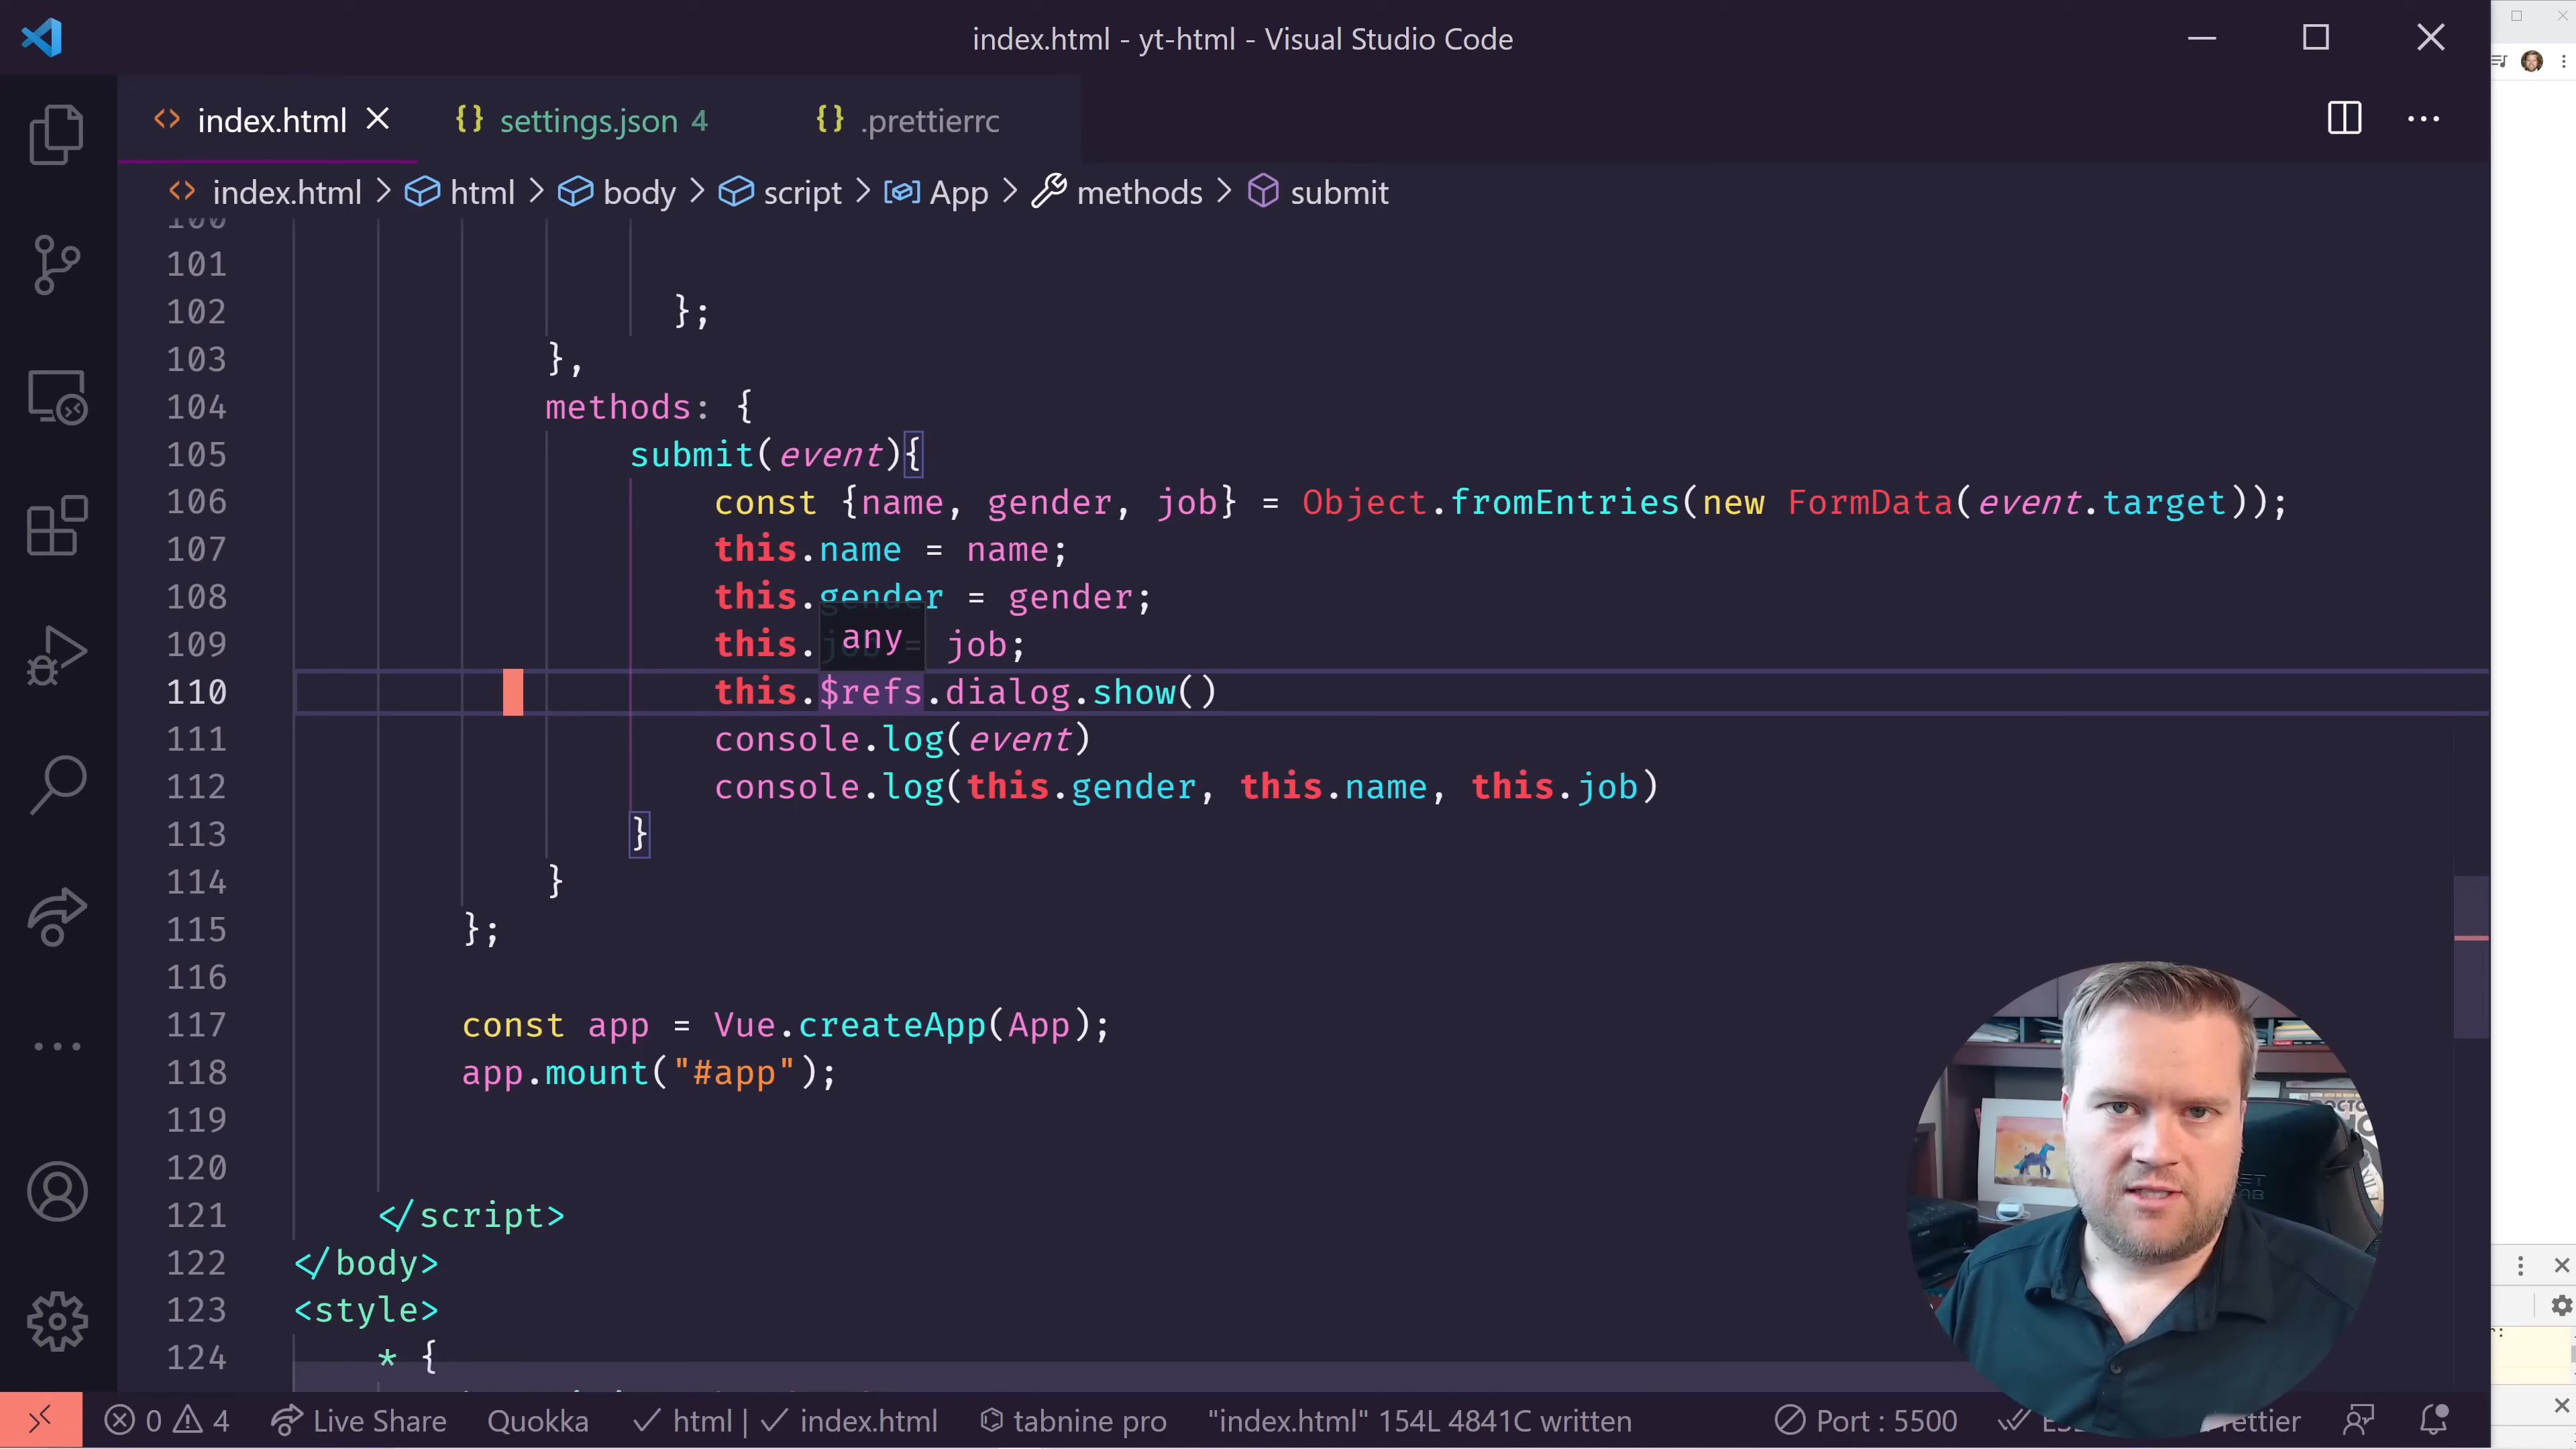 index.html - yt-html - Visual Studio Code
index.html settings.json 4 .prettierrc
index.html > html > body > script > App > methods > submit
100
101
102 };
103 },
104 methods: {
105 submit(event){
106 const {name, gender, job} = Object.fromEntries(new FormData(event.target));
107 this.name = name;
108 this.gender = gender;
any
109 this.job = job;
110 this.$refs.dialog.show()
111 console.log(event)
112 console.log(this.gender, this.name, this.job)
113 }
114 }
115 };
116
117 const app = Vue.createApp(App);
118 app.mount("#app");
119
120
121 </script>
122 </body>
123 <style>
124 * {
0 4 Live Share Quokka html | index.html tabnine pro "index.html" 154L 4841C written Port : 5500